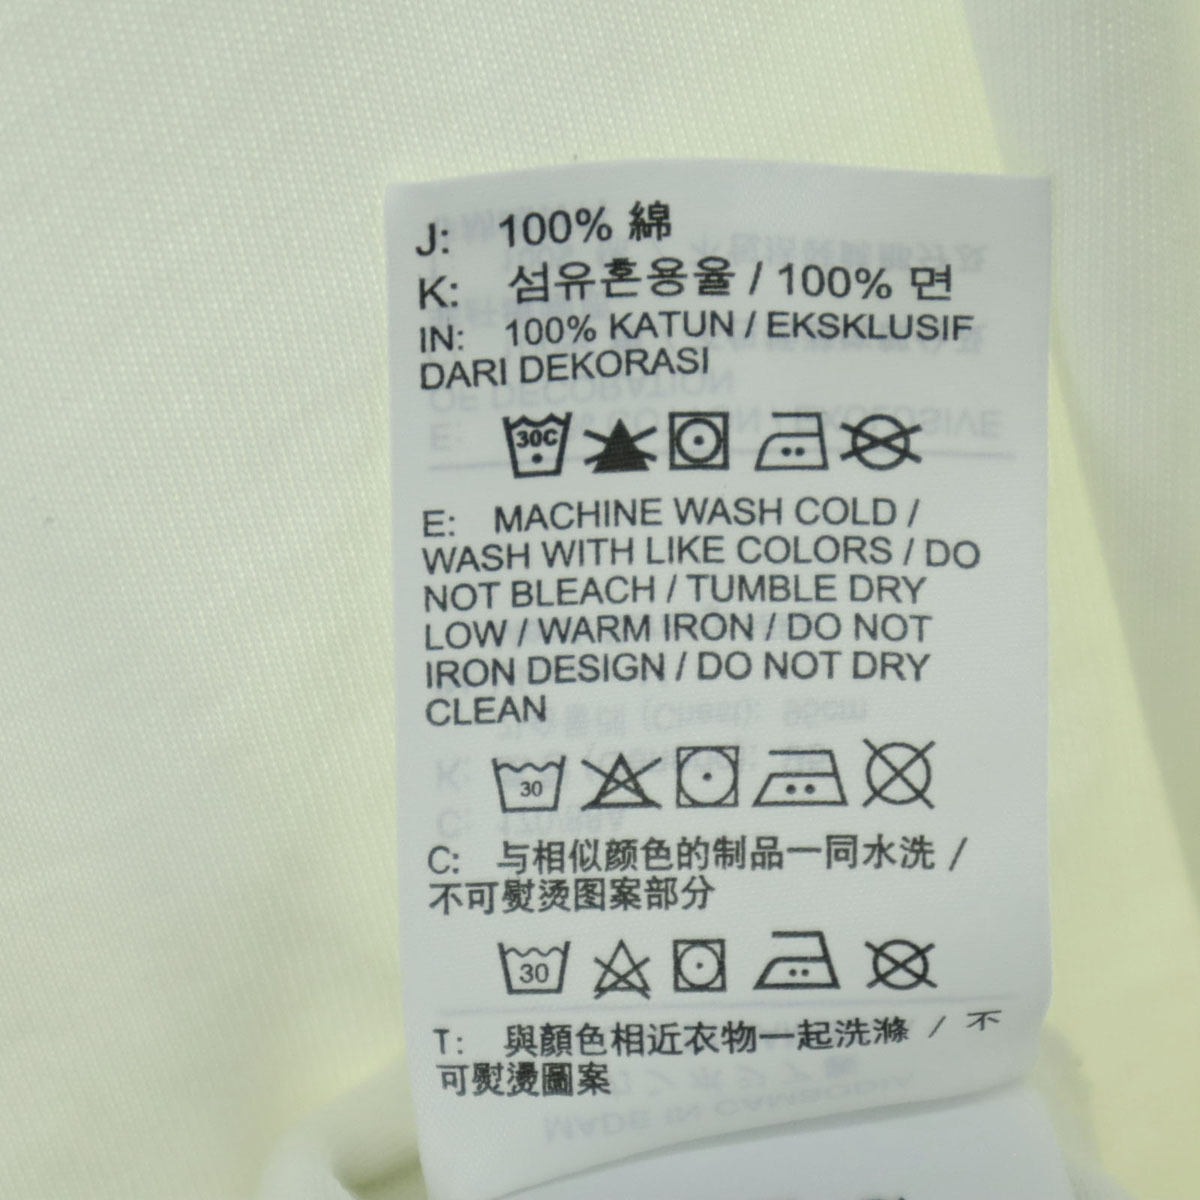 J: 100% 綿
K: 섬유혼용율 / 100% 면
IN: 100% KATUN / EKSKLUSIF
DARI DEKORASI
30C
E: MACHINE WASH COLD /
WASH WITH LIKE COLORS / DO
NOT BLEACH / TUMBLE DRY
LOW / WARM IRON / DO NOT
IRON DESIGN / DO NOT DRY
CLEAN
30
C: 与相似颜色的制品一同水洗 /
不可熨烫图案部分
30
T: 與顏色相近衣物一起洗滌 / 不
可熨燙圖案